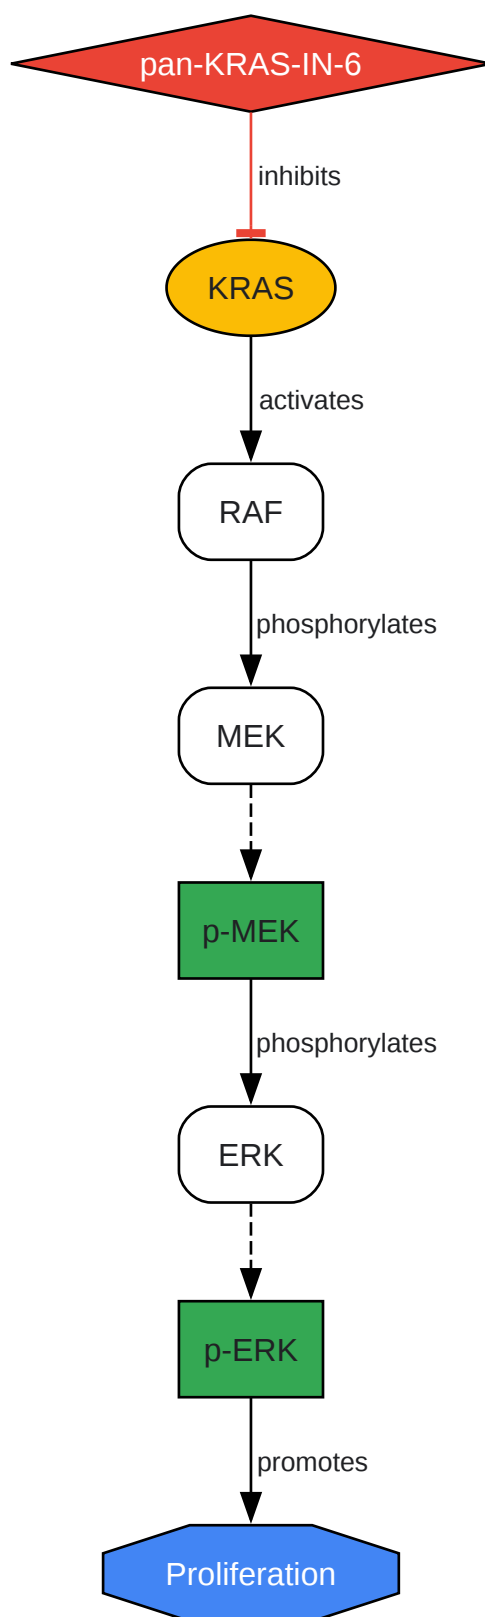 pan-KRAS-IN-6
inhibits
KRAS
activates
RAF
phosphorylates
MEK
p-MEK
phosphorylates
ERK
p-ERK
promotes
Proliferation